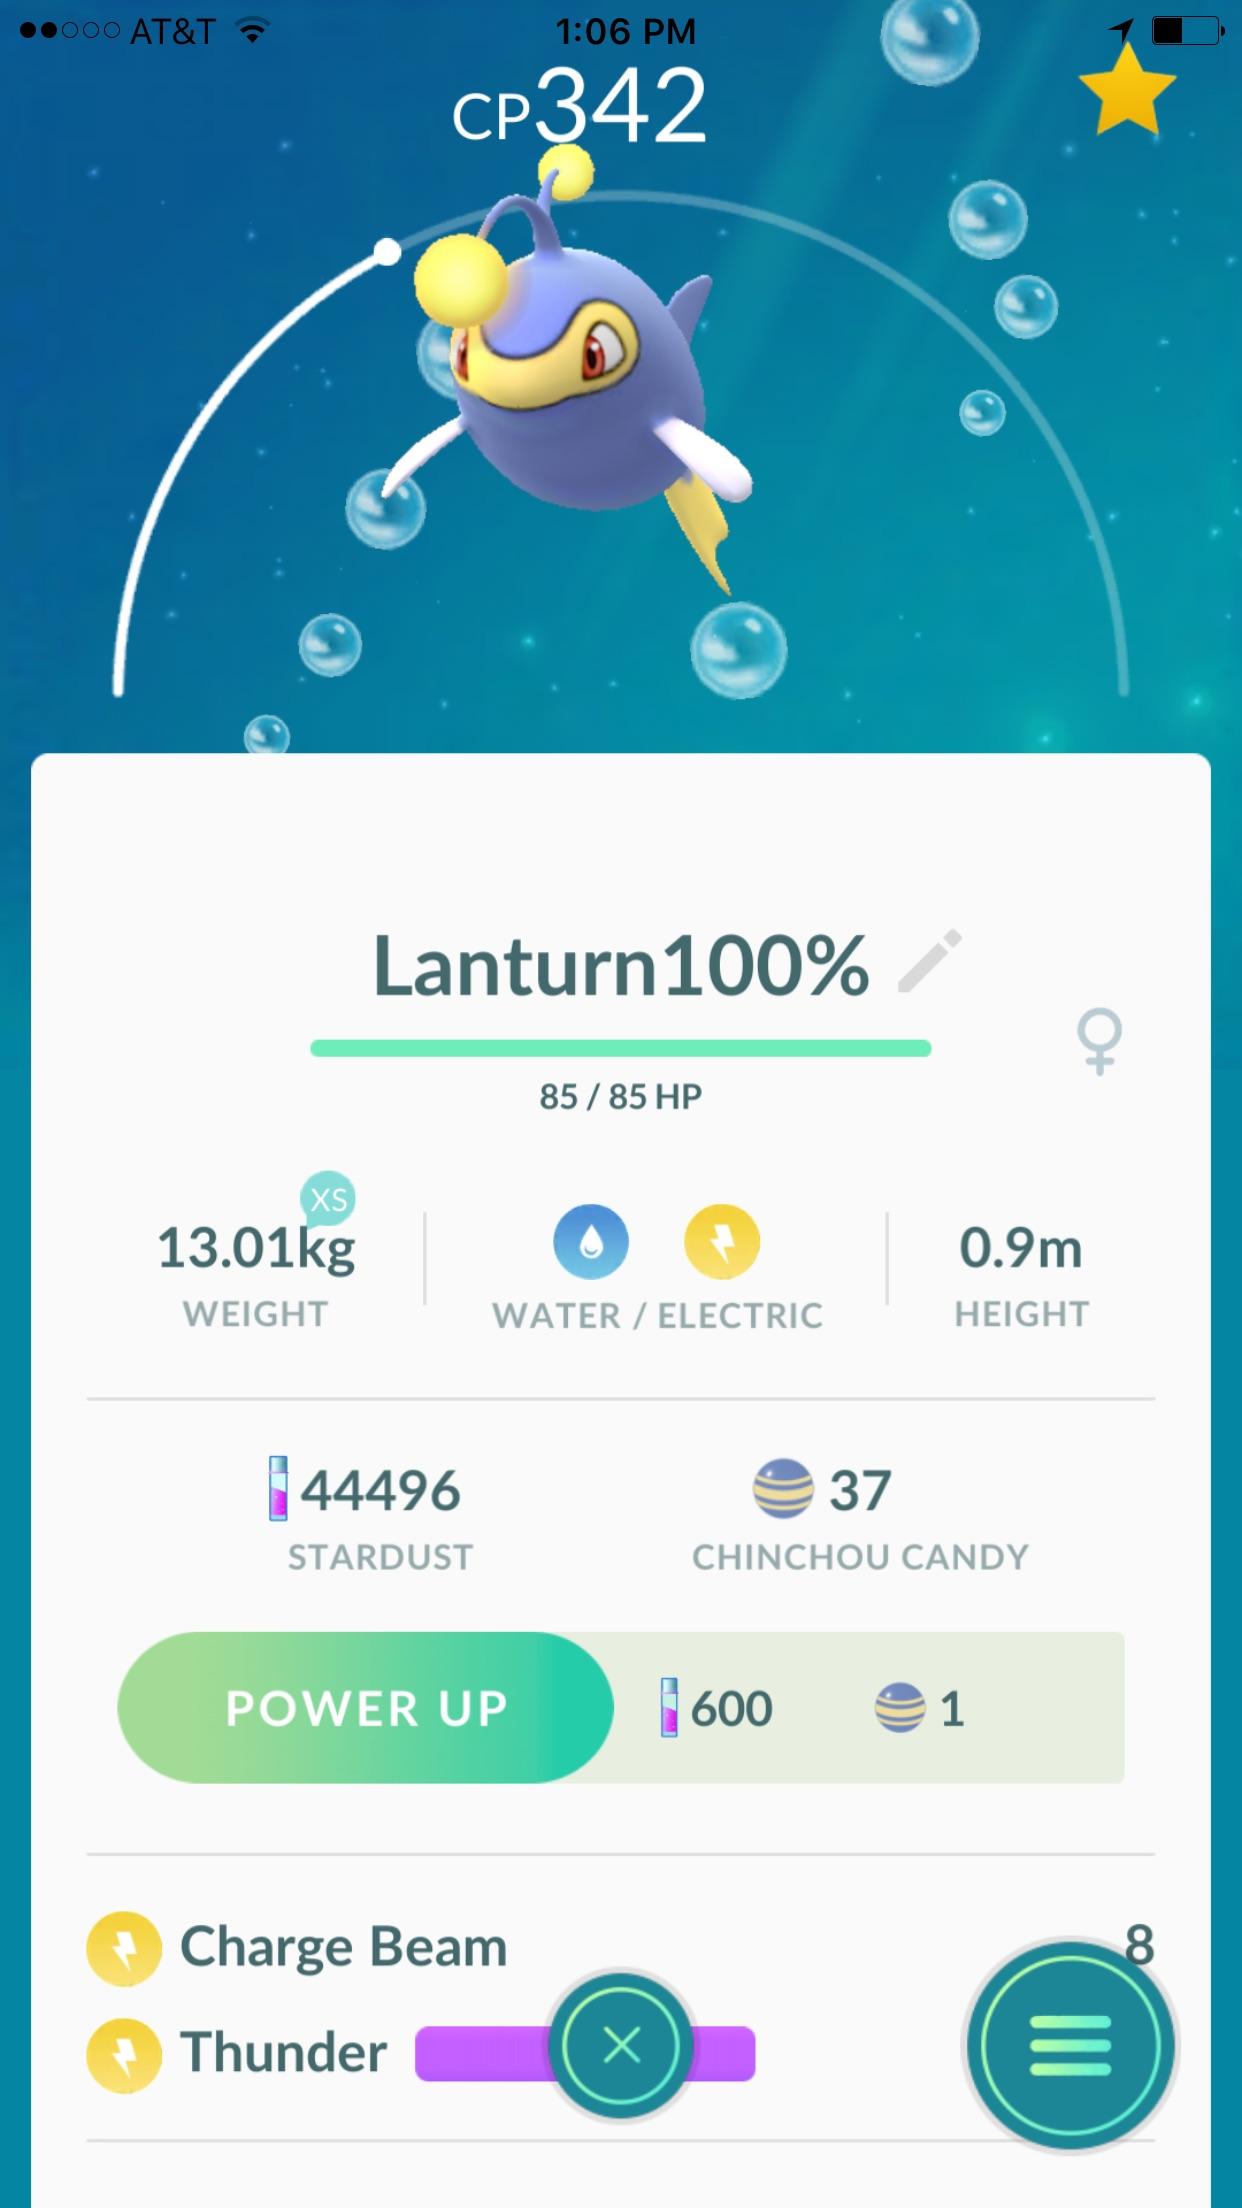 AT&T 1:06 PM
CP342
Lanturn100%
85 / 85 HP
XS
13.01kg
WEIGHT
WATER / ELECTRIC
0.9m
HEIGHT
44496
STARDUST
37
CHINCHOU CANDY
POWER UP 600 1
Charge Beam 8
Thunder